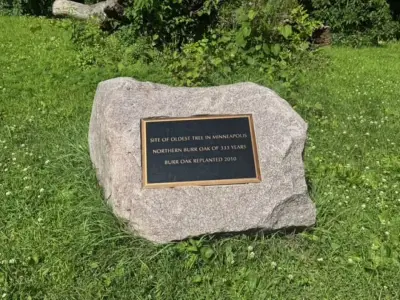 SITE OF OLDEST TREE IN MINNEAPOLIS
NORTHERN BURR OAK OF 333 YEARS
BURR OAK REPLANTED 2010